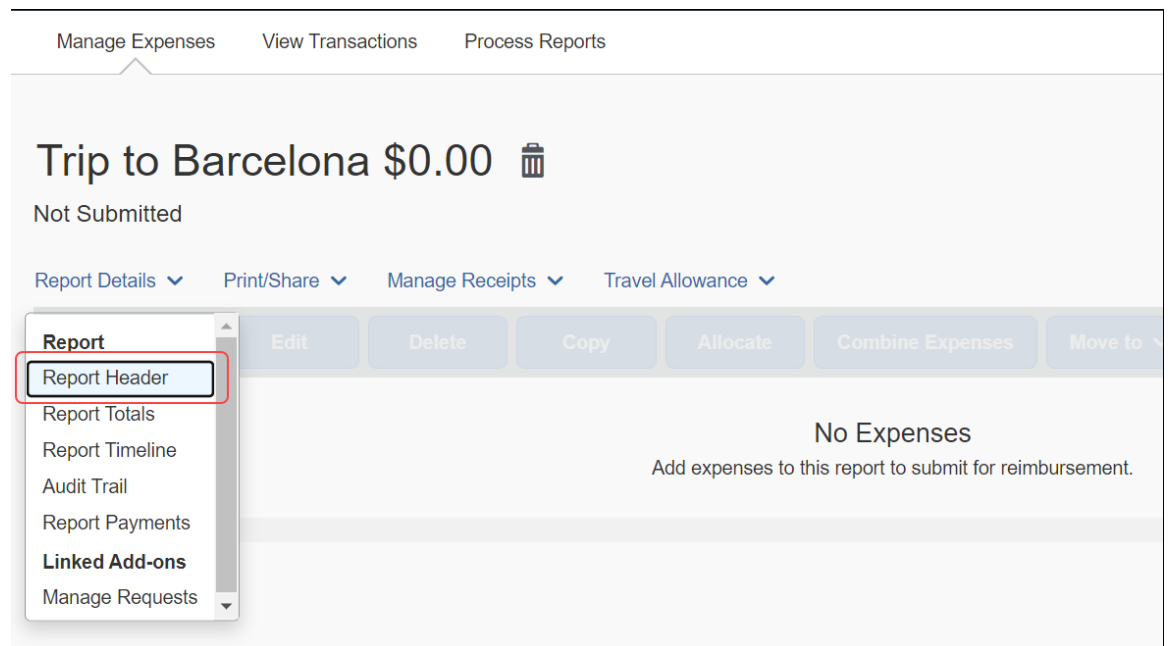 Manage Expenses View Transactions Process Reports
Trip to Barcelona $0.00
Not Submitted
Report Details Print/Share Manage Receipts Travel Allowance
Edit Delete Copy Allocate Combine Expenses Move to
Report
Report Header
Report Totals
Report Timeline
Audit Trail
Report Payments
Linked Add-ons
Manage Requests
No Expenses
Add expenses to this report to submit for reimbursement.